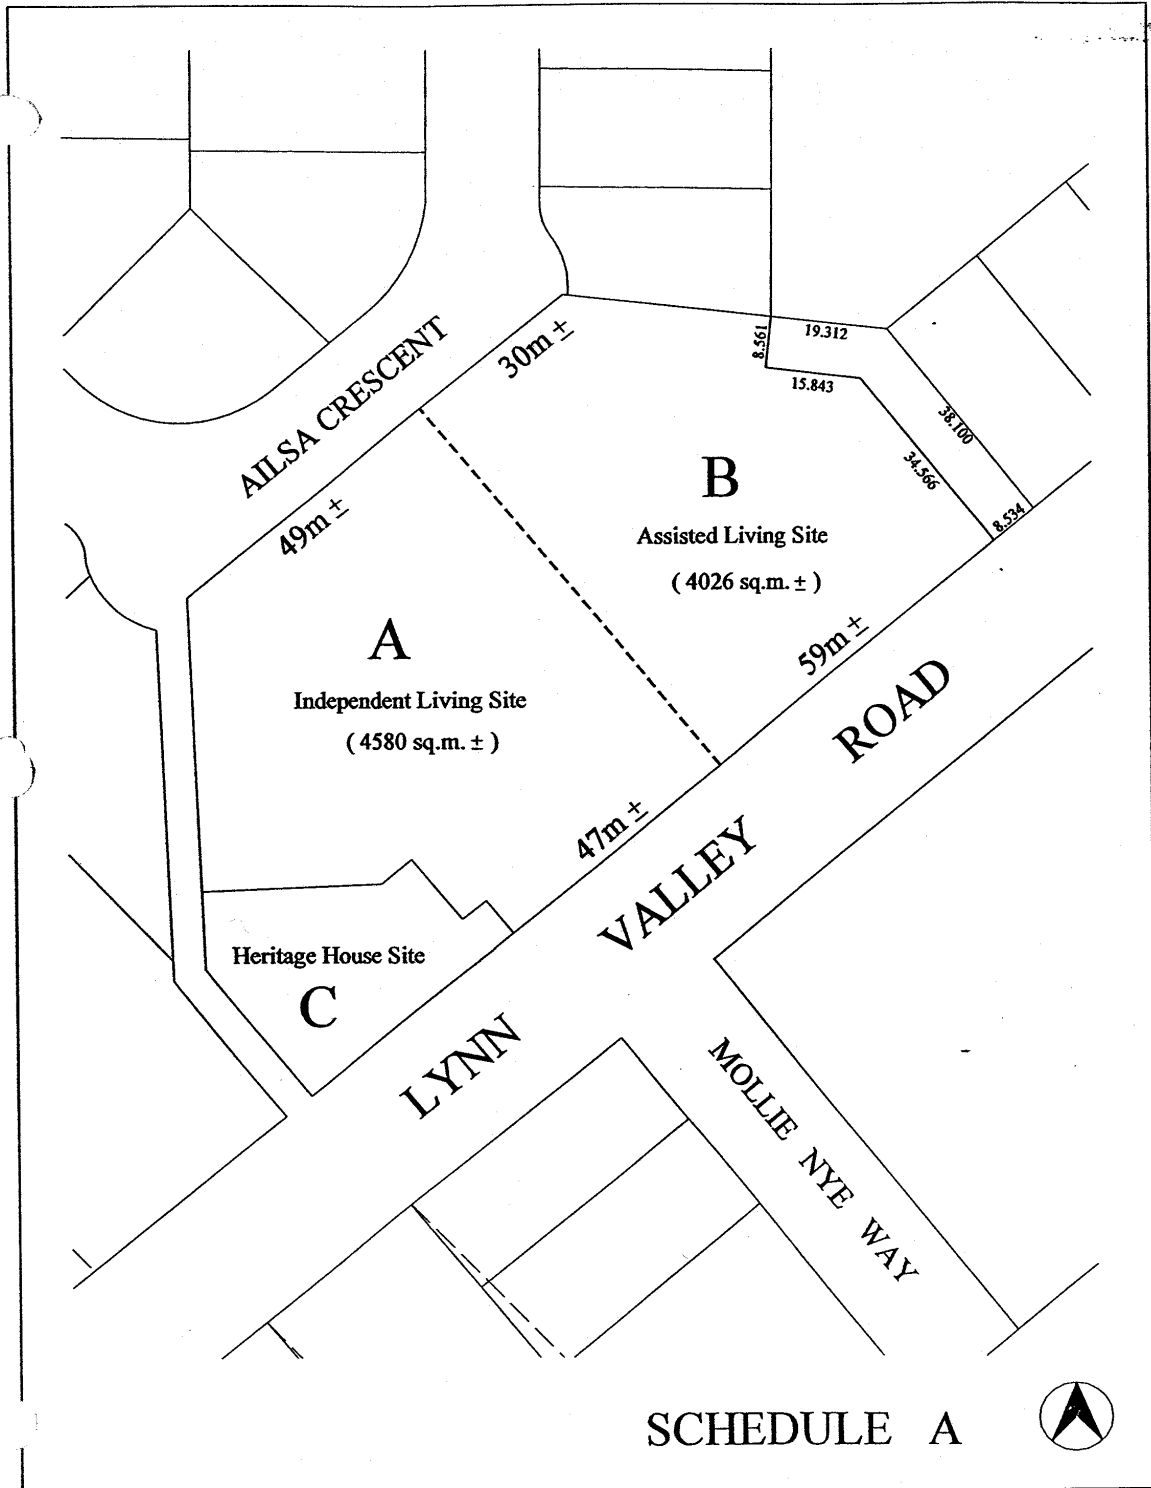 AILSA CRESCENT
30m ±
8.561
19.312
15.843
38.100
34.566
8.534
49m ±
B
Assisted Living Site
( 4026 sq.m. ± )
59m ±
A
Independent Living Site
( 4580 sq.m. ± )
47m ±
Heritage House Site
C
LYNN VALLEY ROAD
MOLLIE NYE WAY
SCHEDULE A